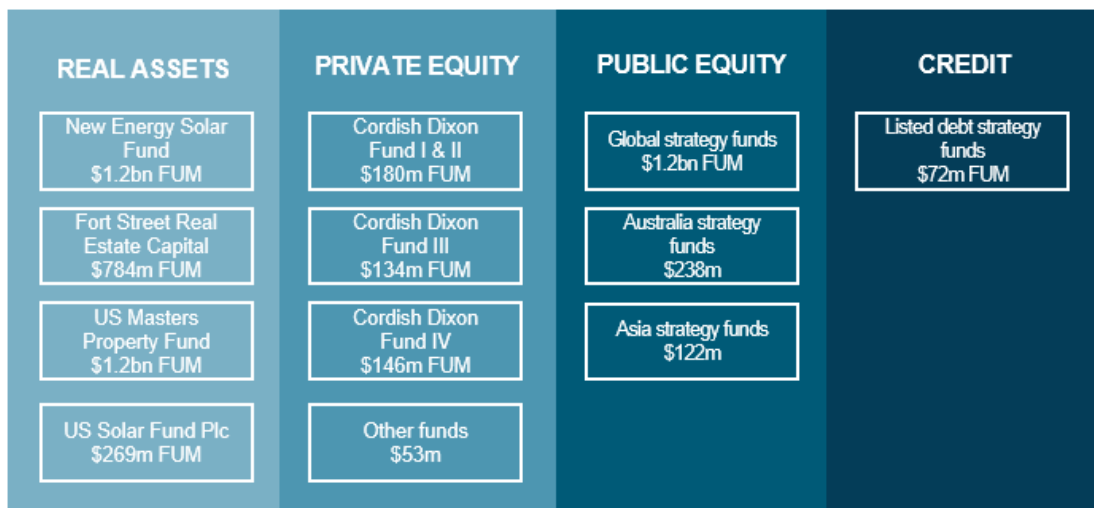 REAL ASSETS
New Energy Solar
Fund
$1.2bn FUM
Fort Street Real
Estate Capital
$784m FUM
US Masters
Property Fund
$1.2bn FUM
US Solar Fund Plc
$269m FUM
PRIVATE EQUITY
Cordish Dixon
Fund I & II
$180m FUM
Cordish Dixon
Fund III
$134m FUM
Cordish Dixon
Fund IV
$146m FUM
Other funds
$53m
PUBLIC EQUITY
Global strategy funds
$1.2bn FUM
Australia strategy
funds
$238m
Asia strategy funds
$122m
CREDIT
Listed debt strategy
funds
$72m FUM